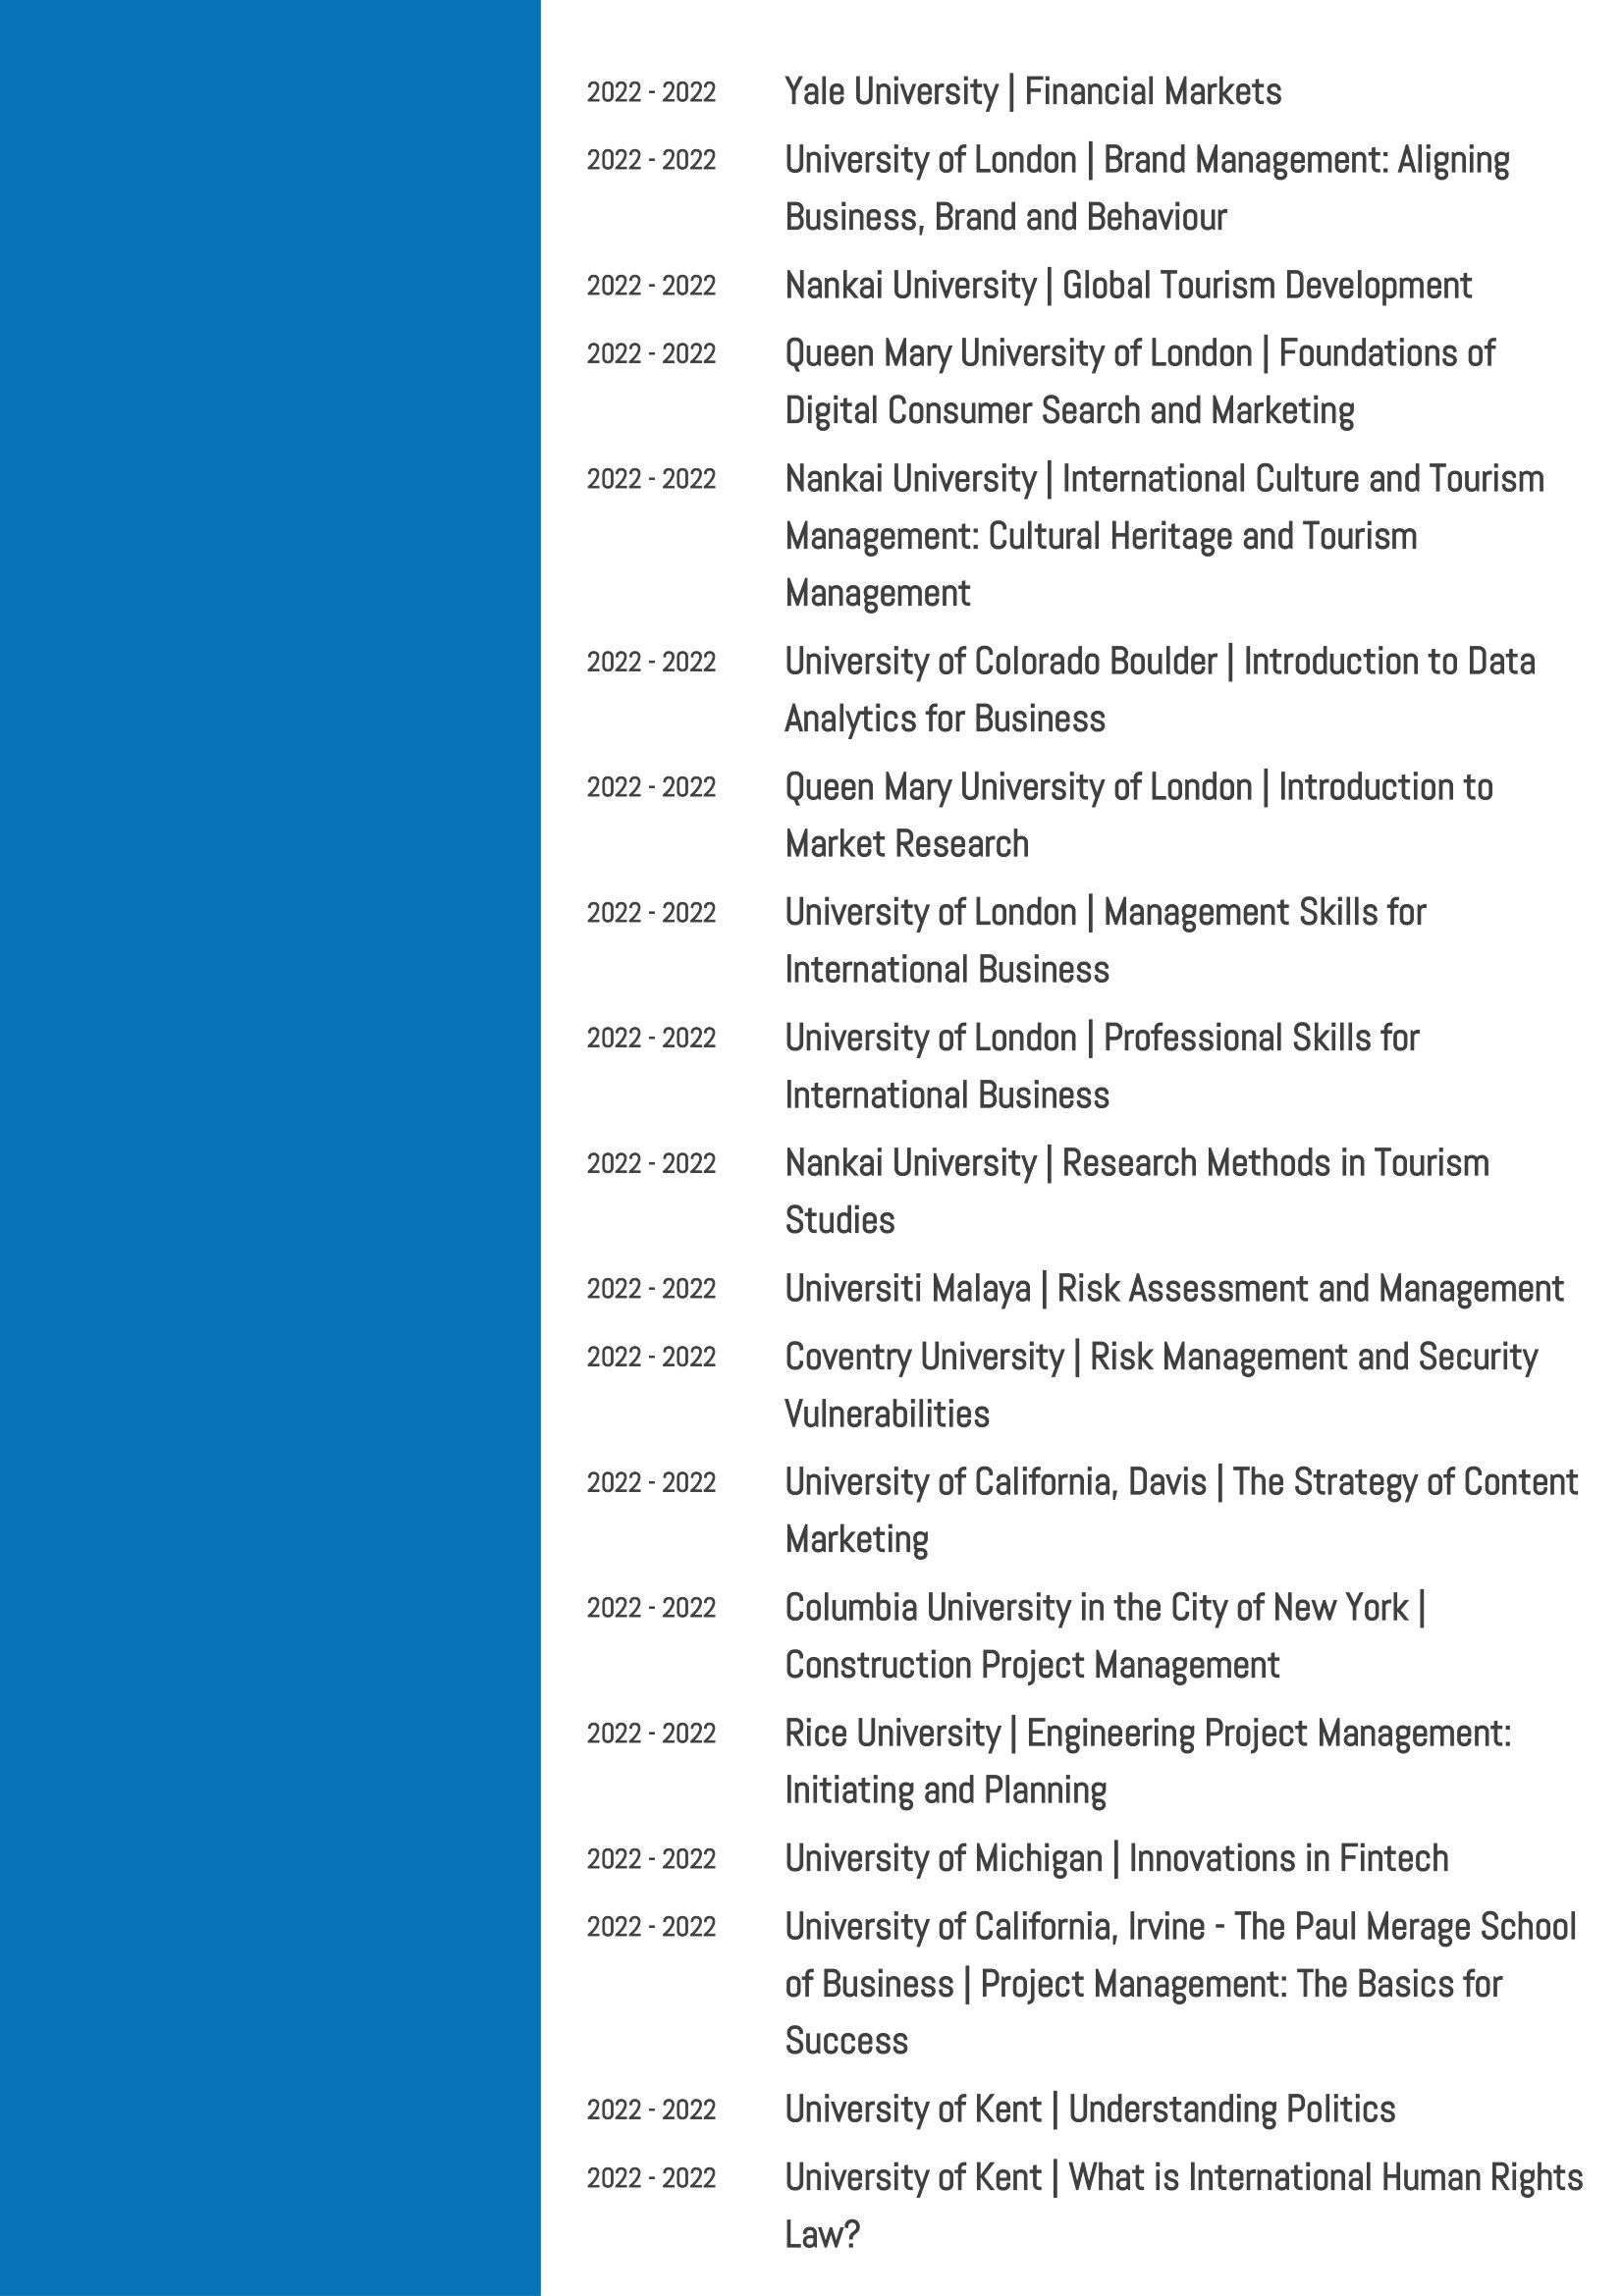 2022 - 2022 Yale University | Financial Markets
2022 - 2022 University of London | Brand Management: Aligning
Business, Brand and Behaviour
2022 - 2022 Nankai University | Global Tourism Development
2022 - 2022 Queen Mary University of London | Foundations of
Digital Consumer Search and Marketing
2022 - 2022 Nankai University | International Culture and Tourism
Management: Cultural Heritage and Tourism
Management
2022 - 2022 University of Colorado Boulder | Introduction to Data
Analytics for Business
2022 - 2022 Queen Mary University of London | Introduction to
Market Research
2022 - 2022 University of London | Management Skills for
International Business
2022 - 2022 University of London | Professional Skills for
International Business
2022 - 2022 Nankai University | Research Methods in Tourism
Studies
2022 - 2022 Universiti Malaya | Risk Assessment and Management
2022 - 2022 Coventry University | Risk Management and Security
Vulnerabilities
2022 - 2022 University of California, Davis | The Strategy of Content
Marketing
2022 - 2022 Columbia University in the City of New York |
Construction Project Management
2022 - 2022 Rice University | Engineering Project Management:
Initiating and Planning
2022 - 2022 University of Michigan | Innovations in Fintech
2022 - 2022 University of California, Irvine - The Paul Merage School
of Business | Project Management: The Basics for
Success
2022 - 2022 University of Kent | Understanding Politics
2022 - 2022 University of Kent | What is International Human Rights
Law?